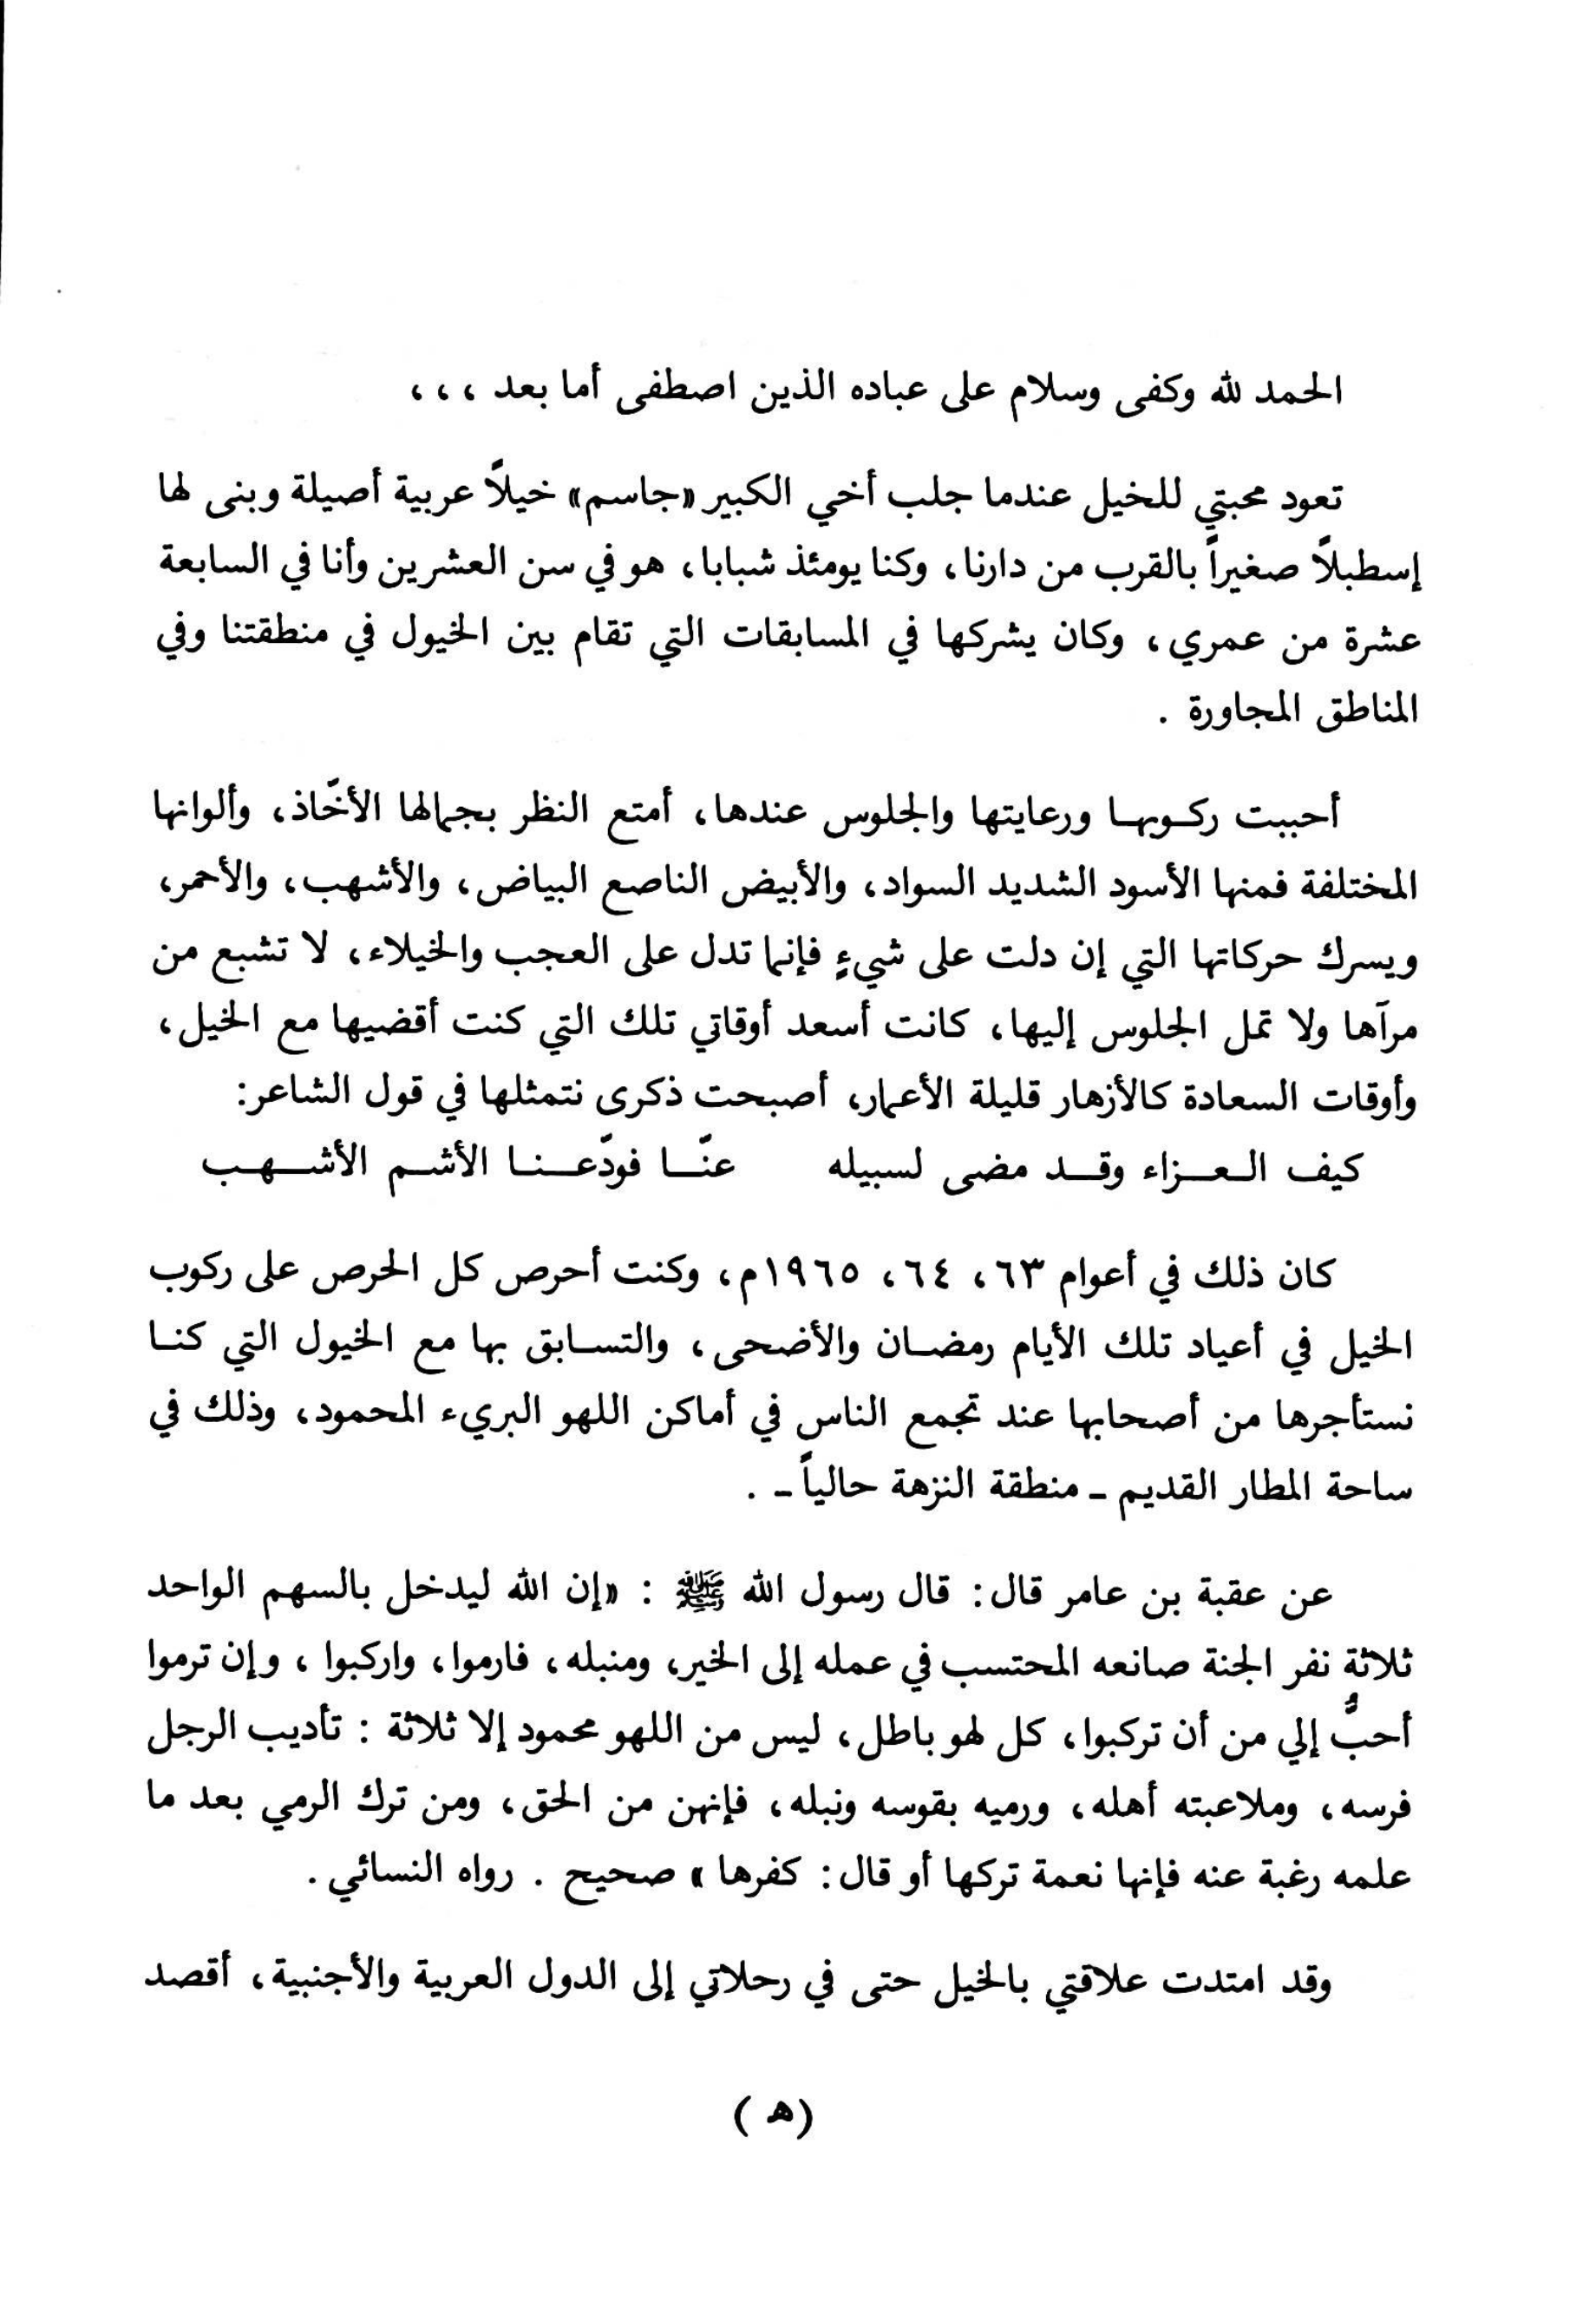 الحمد لله وكفى وسلام على عباده الذين اصطفى أما بعد ،،،
تعود محبتي للخيل عندما جلب أخي الكبير «جاسم» خيلاً عربية أصيلة وبنى لها
إسطبلاً صغيراً بالقرب من دارنا، وكنا يومئذ شبابا، هو في سن العشرين وأنا في السابعة
عشرة من عمري، وكان يشركها في المسابقات التي تقام بين الخيول في منطقتنا وفي
المناطق المجاورة .
أحببت ركوبها ورعايتها والجلوس عندها، أمتع النظر بجمالها الأخّاذ، وألوانها
المختلفة فمنها الأسود الشديد السواد، والأبيض الناصع البياض، والأشهب، والأحمر،
ويسرك حركاتها التي إن دلت على شيءٍ فإنما تدل على العجب والخيلاء، لا تشبع من
مرآها ولا تمل الجلوس إليها، كانت أسعد أوقاتي تلك التي كنت أقضيها مع الخيل،
وأوقات السعادة كالأزهار قليلة الأعمار، أصبحت ذكرى نتمثلها في قول الشاعر:
كيف العزاء وقد مضى لسبيله عنّا فودّعنا الأشم الأشهب
كان ذلك في أعوام ٦٣، ٦٤، ١٩٦٥م، وكنت أحرص كل الحرص على ركوب
الخيل في أعياد تلك الأيام رمضان والأضحى، والتسابق بها مع الخيول التي كنا
نستأجرها من أصحابها عند تجمع الناس في أماكن اللهو البريء المحمود، وذلك في
ساحة المطار القديم ـ منطقة النزهة حالياً ـ .
عن عقبة بن عامر قال: قال رسول الله ﷺ : «إن الله ليدخل بالسهم الواحد
ثلاثة نفر الجنة صانعه المحتسب في عمله إلى الخير، ومنبله، فارموا، واركبوا ، وإن ترموا
أحبُّ إلي من أن تركبوا، كل لهو باطل، ليس من اللهو محمود إلا ثلاثة : تأديب الرجل
فرسه، وملاعبته أهله، ورميه بقوسه ونبله، فإنهن من الحق، ومن ترك الرمي بعد ما
علمه رغبة عنه فإنها نعمة تركها أو قال: كفرها » صحيح . رواه النسائي.
وقد امتدت علاقتي بالخيل حتى في رحلاتي إلى الدول العربية والأجنبية، أقصد
(هـ)